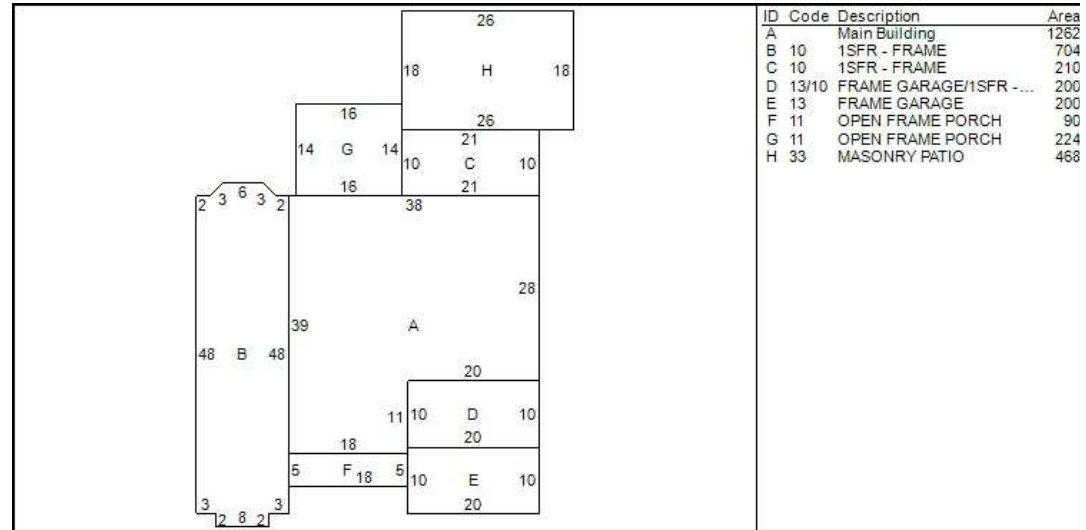 26
18 H 18
26
16
14 G 14
16
21
10 C 10
21
2 3 6 3 2
38
28
39 A
48 B 48
20
11 10 D 10
20
18
5 F 18 5
10 E 10
20
3 3
2 8 2
ID Code Description Area
A Main Building 1262
B 10 1SFR - FRAME 704
C 10 1SFR - FRAME 210
D 13/10 FRAME GARAGE/1SFR -... 200
E 13 FRAME GARAGE 200
F 11 OPEN FRAME PORCH 90
G 11 OPEN FRAME PORCH 224
H 33 MASONRY PATIO 468